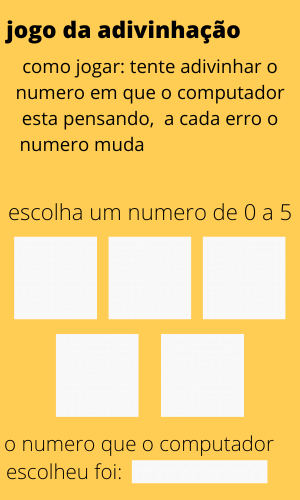 jogo da adivinhação
como jogar: tente adivinhar o
numero em que o computador
esta pensando, a cada erro o
numero muda
escolha um numero de 0 a 5
o numero que o computador
escolheu foi: